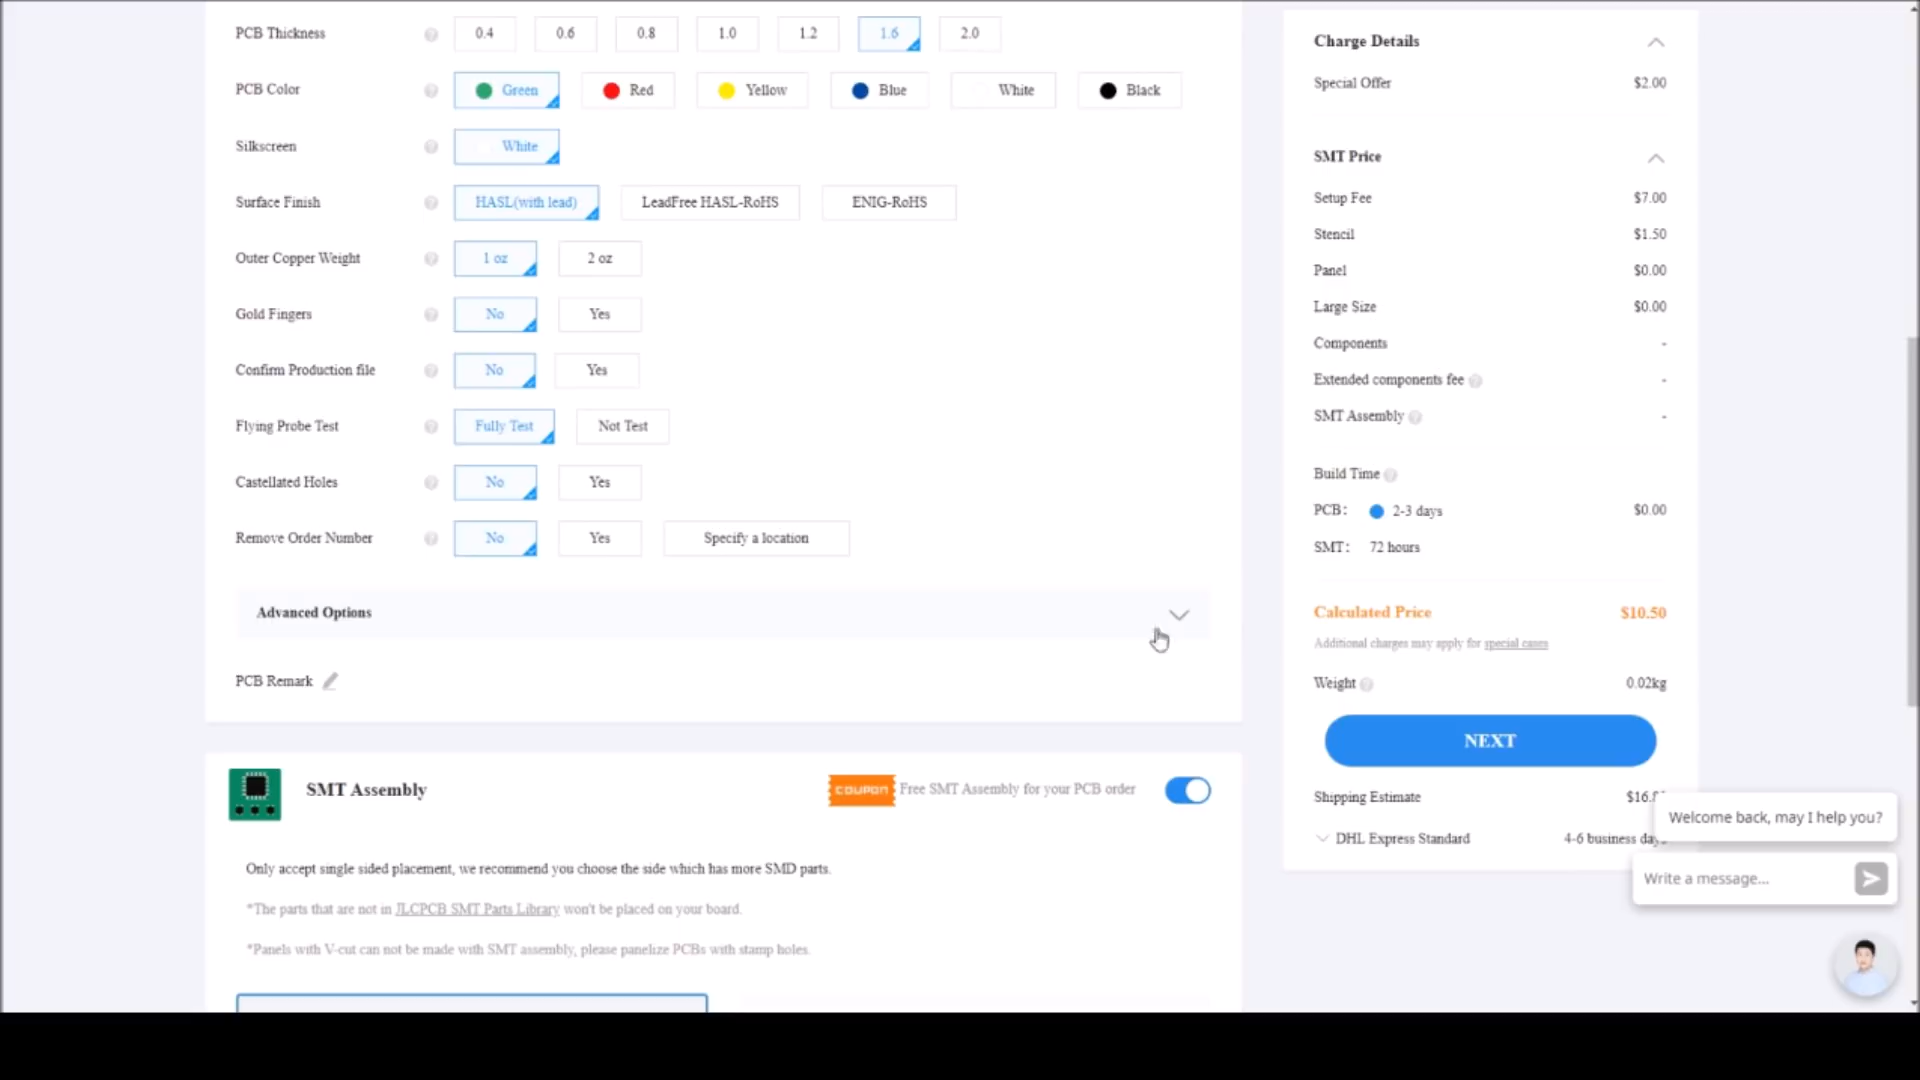 PCB Thickness 0.4 0.6 0.8 1.0 1.2 1.6 2.0
PCB Color Green Red Yellow Blue White Black
Silkscreen White
Surface Finish HASL(with lead) LeadFree HASL-RoHS ENIG-RoHS
Outer Copper Weight 1 oz 2 oz
Gold Fingers No Yes
Confirm Production file No Yes
Flying Probe Test Fully Test Not Test
Castellated Holes No Yes
Remove Order Number No Yes Specify a location
Advanced Options
PCB Remark
SMT Assembly COUPON Free SMT Assembly for your PCB order
Only accept single sided placement, we recommend you choose the side which has more SMD parts.
*The parts that are not in JLCPCB SMT Parts Library won't be placed on your board.
*Panels with V-cut can not be made with SMT assembly, please panelize PCBs with stamp holes.
Charge Details
Special Offer $2.00
SMT Price
Setup Fee $7.00
Stencil $1.50
Panel $0.00
Large Size $0.00
Components -
Extended components fee -
SMT Assembly -
Build Time
PCB: 2-3 days $0.00
SMT: 72 hours
Calculated Price $10.50
Additional charges may apply for special cases
Weight 0.02kg
NEXT
Shipping Estimate
DHL Express Standard 4-6 business days
Welcome back, may I help you?
Write a message...